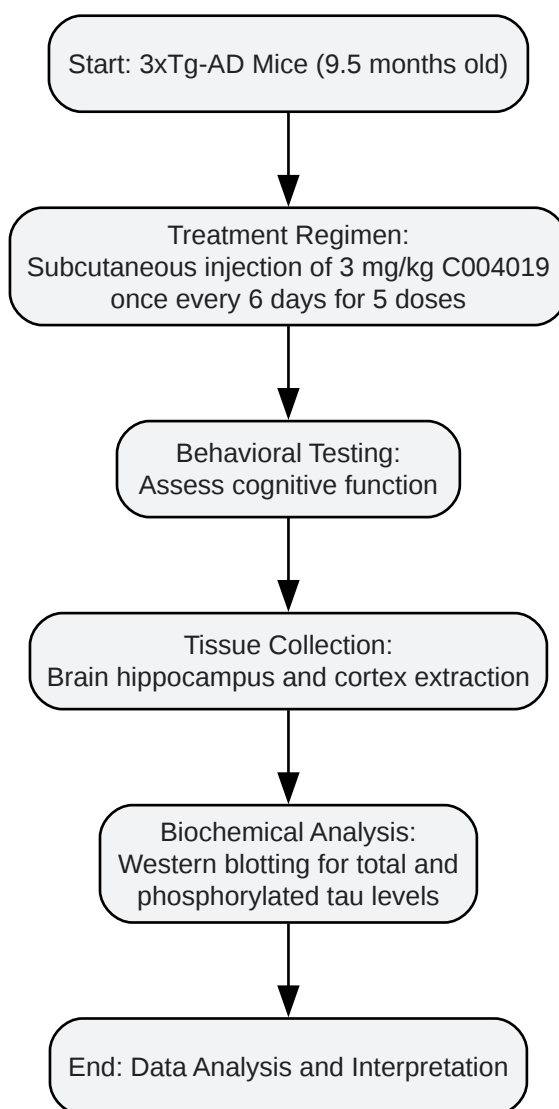 Start: 3xTg-AD Mice (9.5 months old)
Treatment Regimen:
Subcutaneous injection of 3 mg/kg C004019
once every 6 days for 5 doses
Behavioral Testing:
Assess cognitive function
Tissue Collection:
Brain hippocampus and cortex extraction
Biochemical Analysis:
Western blotting for total and
phosphorylated tau levels
End: Data Analysis and Interpretation